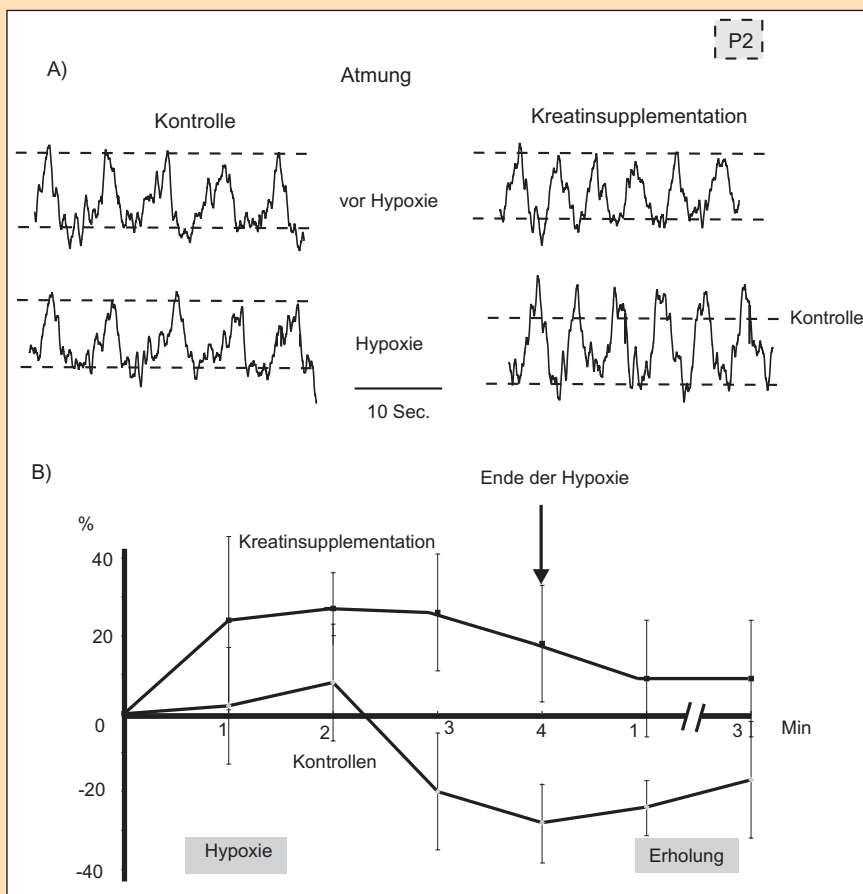 P2
A)
Atmung
Kontrolle
Kreatinsupplementation
vor Hypoxie
Hypoxie
Kontrolle
10 Sec.
B)
Ende der Hypoxie
%
Kreatinsupplementation
40
20
0
1
2
3
4
1
3
Min
Kontrollen
-20
-40
Hypoxie
Erholung